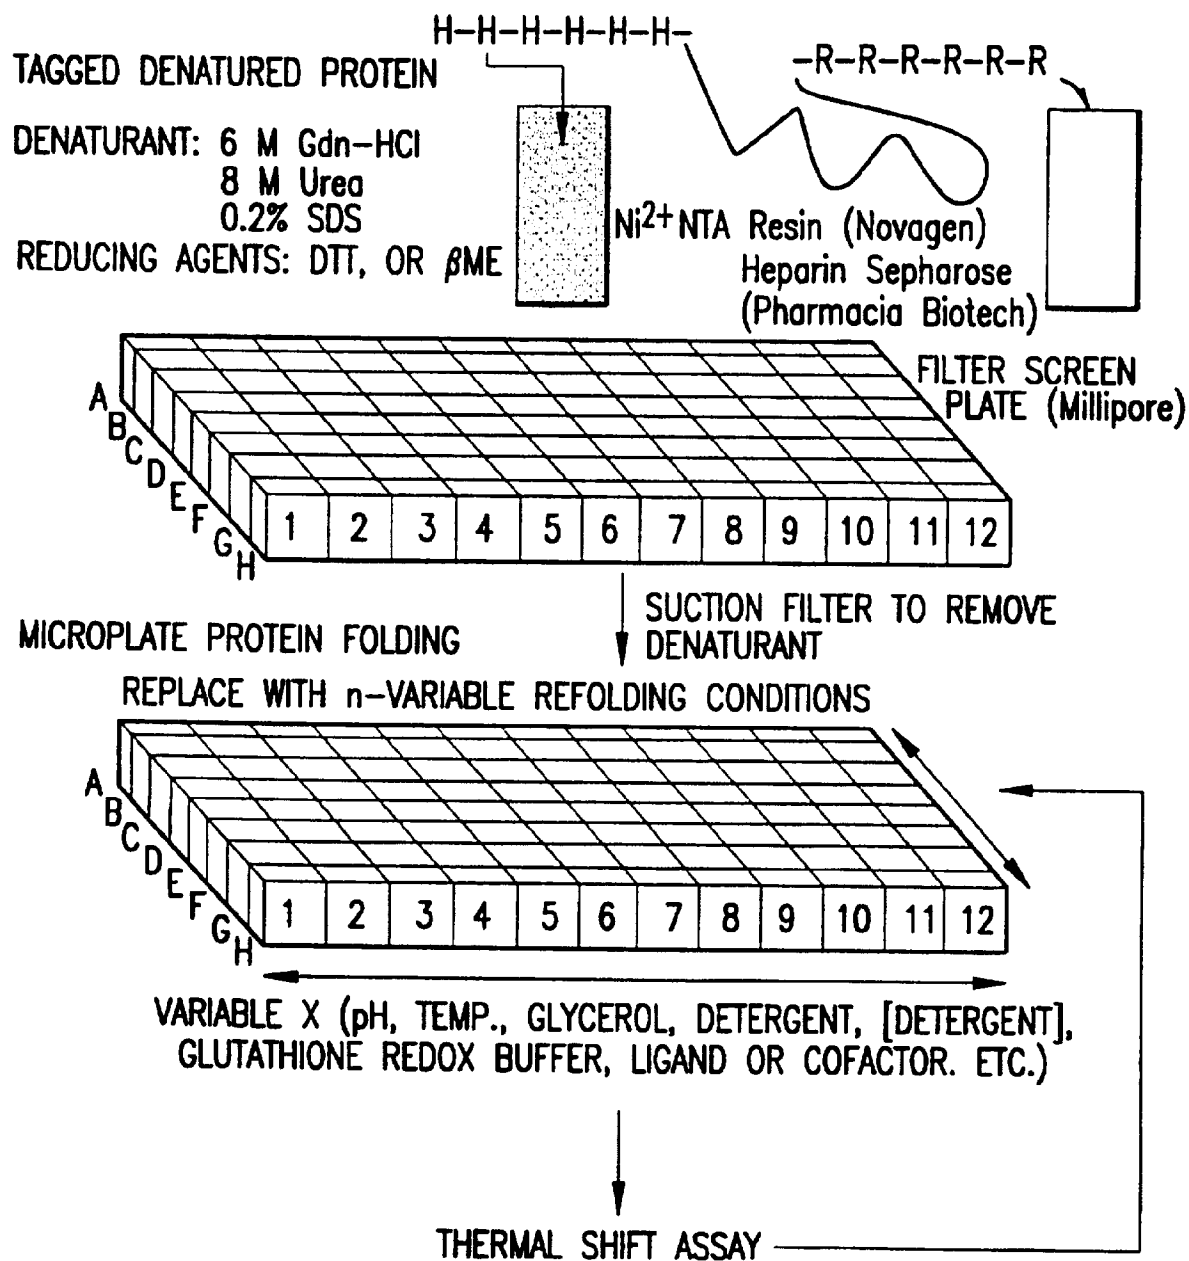 H-H-H-H-H-H-
-R-R-R-R-R-R
TAGGED DENATURED PROTEIN
DENATURANT: 6 M Gdn-HCl
8 M Urea
0.2% SDS
REDUCING AGENTS: DTT, OR βME
Ni2+ NTA Resin (Novagen)
Heparin Sepharose
(Pharmacia Biotech)
FILTER SCREEN
PLATE (Millipore)
A
B
C
D
E
F
G
H
1 2 3 4 5 6 7 8 9 10 11 12
SUCTION FILTER TO REMOVE
DENATURANT
MICROPLATE PROTEIN FOLDING
REPLACE WITH n-VARIABLE REFOLDING CONDITIONS
A
B
C
D
E
F
G
H
1 2 3 4 5 6 7 8 9 10 11 12
VARIABLE X (pH, TEMP., GLYCEROL, DETERGENT, [DETERGENT],
GLUTATHIONE REDOX BUFFER, LIGAND OR COFACTOR. ETC.)
THERMAL SHIFT ASSAY